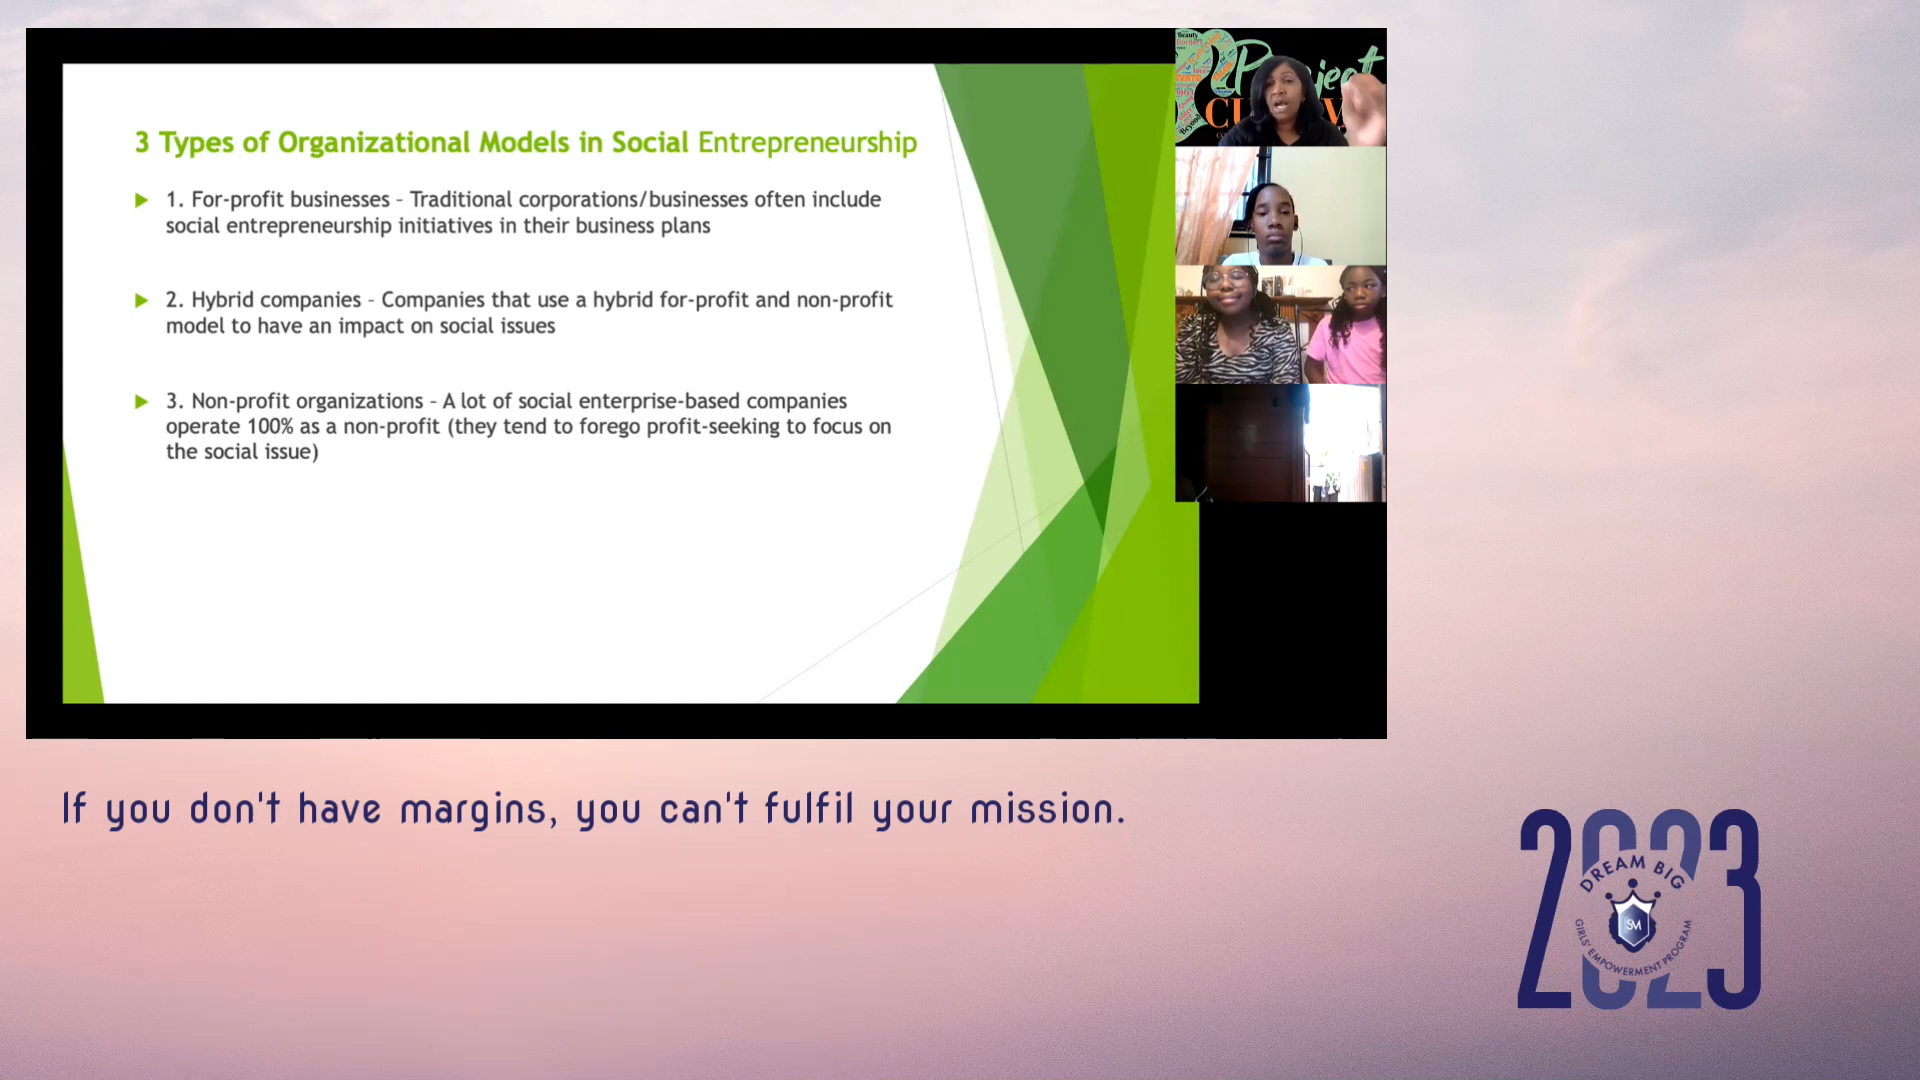 3 Types of Organizational Models in Social Entrepreneurship
1. For-profit businesses – Traditional corporations/businesses often include
social entrepreneurship initiatives in their business plans
2. Hybrid companies – Companies that use a hybrid for-profit and non-profit
model to have an impact on social issues
3. Non-profit organizations – A lot of social enterprise-based companies
operate 100% as a non-profit (they tend to forego profit-seeking to focus on
the social issue)
Beauty
Borders
Beyond
If you don't have margins, you can't fulfil your mission.
2023
DREAM BIG
SM
GIRLS' EMPOWERMENT PROGRAM